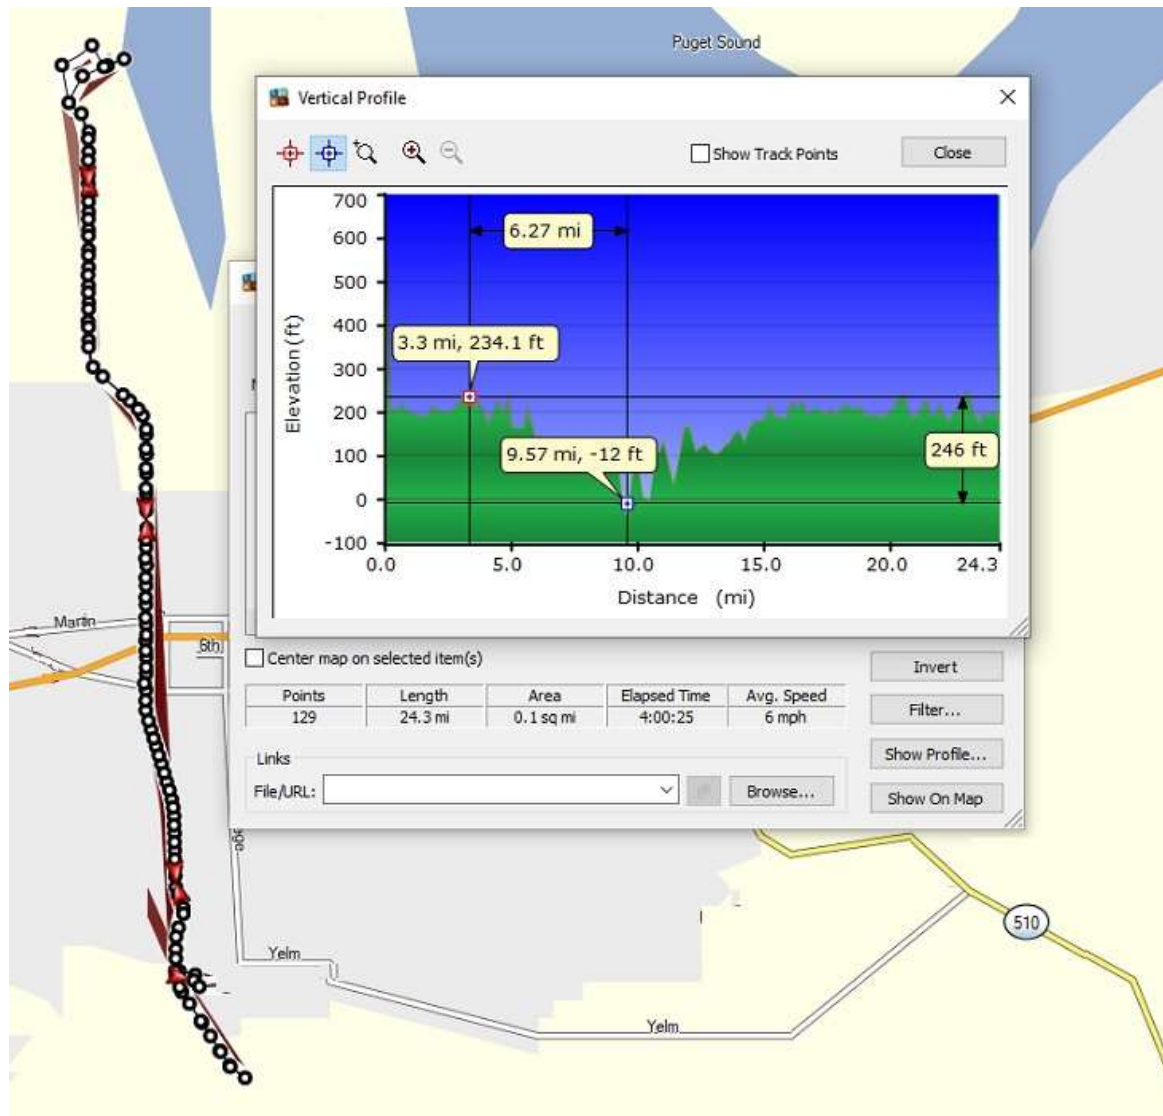 Puget Sound
Vertical Profile
Show Track Points
Close
700
600
500
400
300
200
100
0
-100
Elevation (ft)
6.27 mi
3.3 mi, 234.1 ft
9.57 mi, -12 ft
246 ft
0.0 5.0 10.0 15.0 20.0 24.3
Distance (mi)
Martin
6th
Center map on selected item(s)
Invert
Points Length Area Elapsed Time Avg. Speed
129 24.3 mi 0.1 sq mi 4:00:25 6 mph
Filter...
Links
Show Profile...
File/URL: Browse...
Show On Map
510
Yelm
Yelm